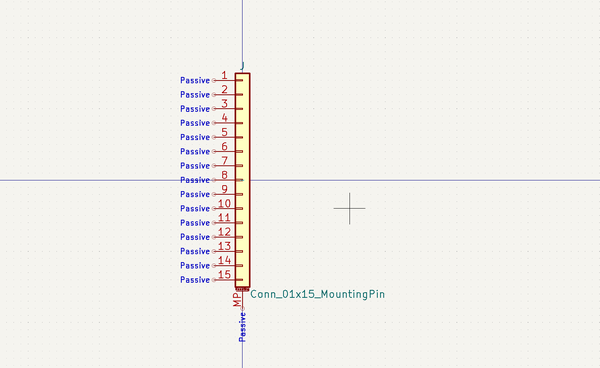 J
Passive 1
Passive 2
Passive 3
Passive 4
Passive 5
Passive 6
Passive 7
Passive 8
Passive 9
Passive 10
Passive 11
Passive 12
Passive 13
Passive 14
Passive 15
MP Conn_01x15_MountingPin
Passive